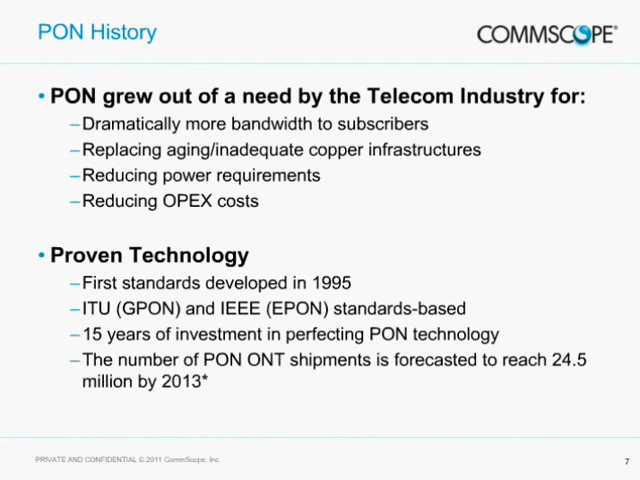 PON History
COMMSCOPE®
• PON grew out of a need by the Telecom Industry for:
–Dramatically more bandwidth to subscribers
–Replacing aging/inadequate copper infrastructures
–Reducing power requirements
–Reducing OPEX costs
• Proven Technology
–First standards developed in 1995
–ITU (GPON) and IEEE (EPON) standards-based
–15 years of investment in perfecting PON technology
–The number of PON ONT shipments is forecasted to reach 24.5
million by 2013*
PRIVATE AND CONFIDENTIAL © 2011 CommScope, Inc
7